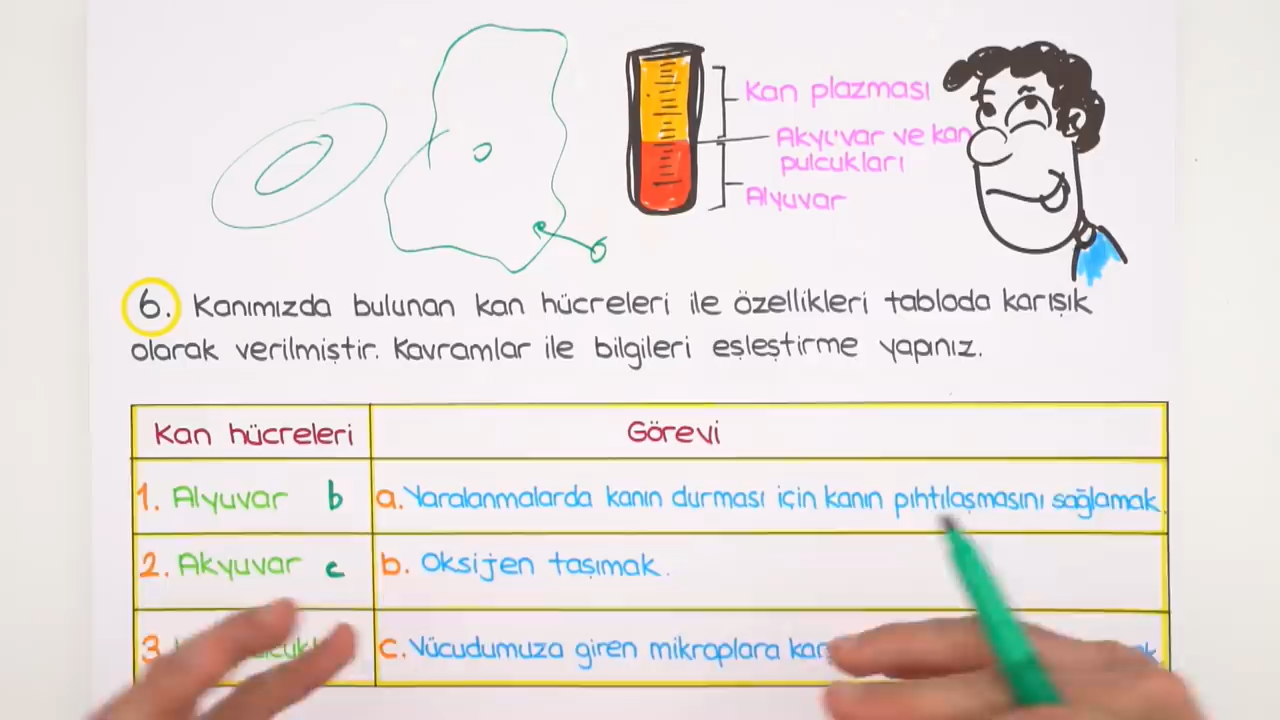 Kan plazması
Akyuvar ve kan
pulcukları
Alyuvar
6. Kanımızda bulunan kan hücreleri ile özellikleri tabloda karışık
olarak verilmiştir. Kavramlar ile bilgileri eşleştirme yapınız.
Kan hücreleri Görevi
1. Alyuvar b a. Yaralanmalarda kanın durması için kanın pıhtılaşmasını sağlamak.
2. Akyuvar c b. Oksijen taşımak.
3. c. Vücudumuza giren mikroplara